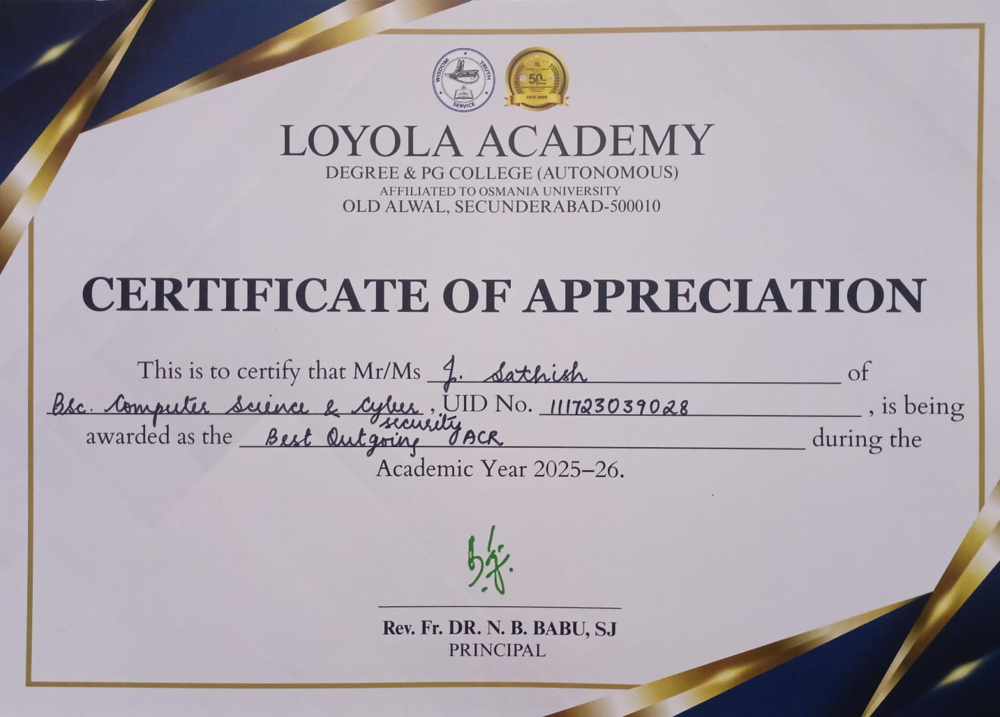 WISDOM TRUTH SERVICE
50
LOYOLA ACADEMY
DEGREE & PG COLLEGE (AUTONOMOUS)
AFFILIATED TO OSMANIA UNIVERSITY
OLD ALWAL, SECUNDERABAD-500010
CERTIFICATE OF APPRECIATION
This is to certify that Mr/Ms J. Sathish of
Bsc. Computer Science & Cyber security, UID No. 111723039028, is being
awarded as the Best Outgoing ACR during the
Academic Year 2025–26.
Rev. Fr. DR. N. B. BABU, SJ
PRINCIPAL